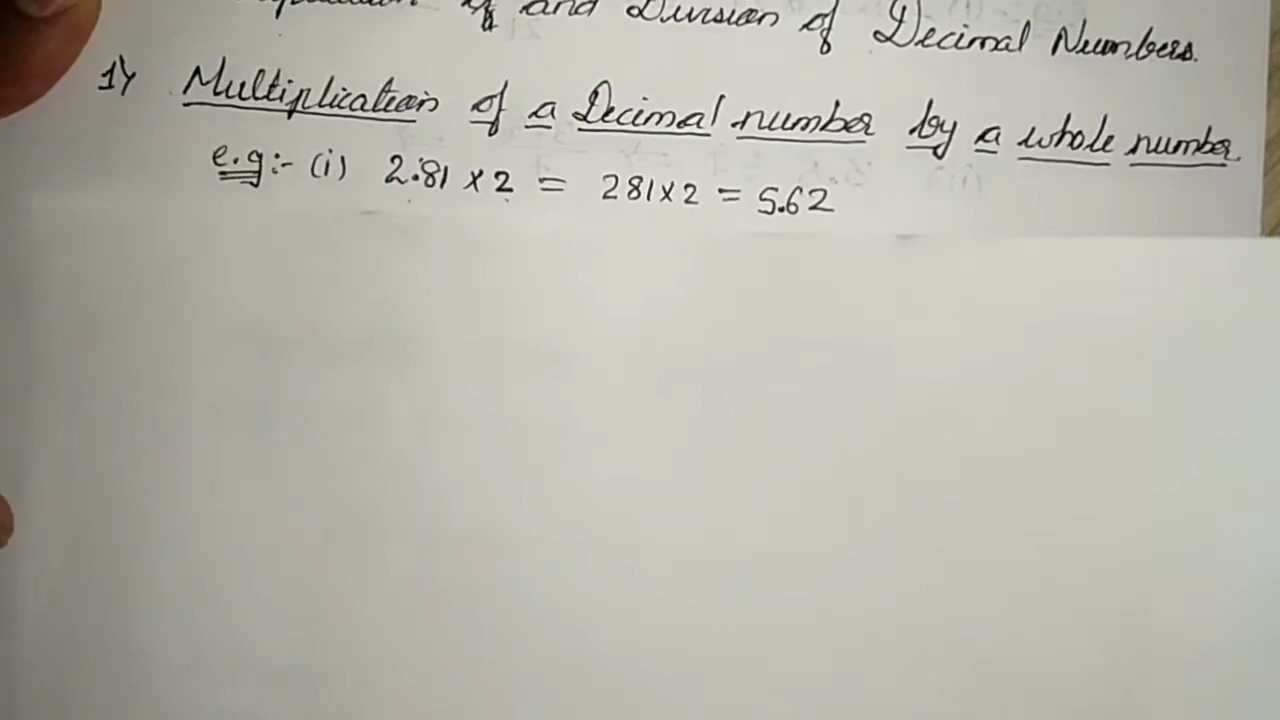 of and Division of Decimal Numbers.
1) Multiplication of a Decimal number by a whole number.
e.g:- (i) 2.81 x 2 = 281x2 = 5.62